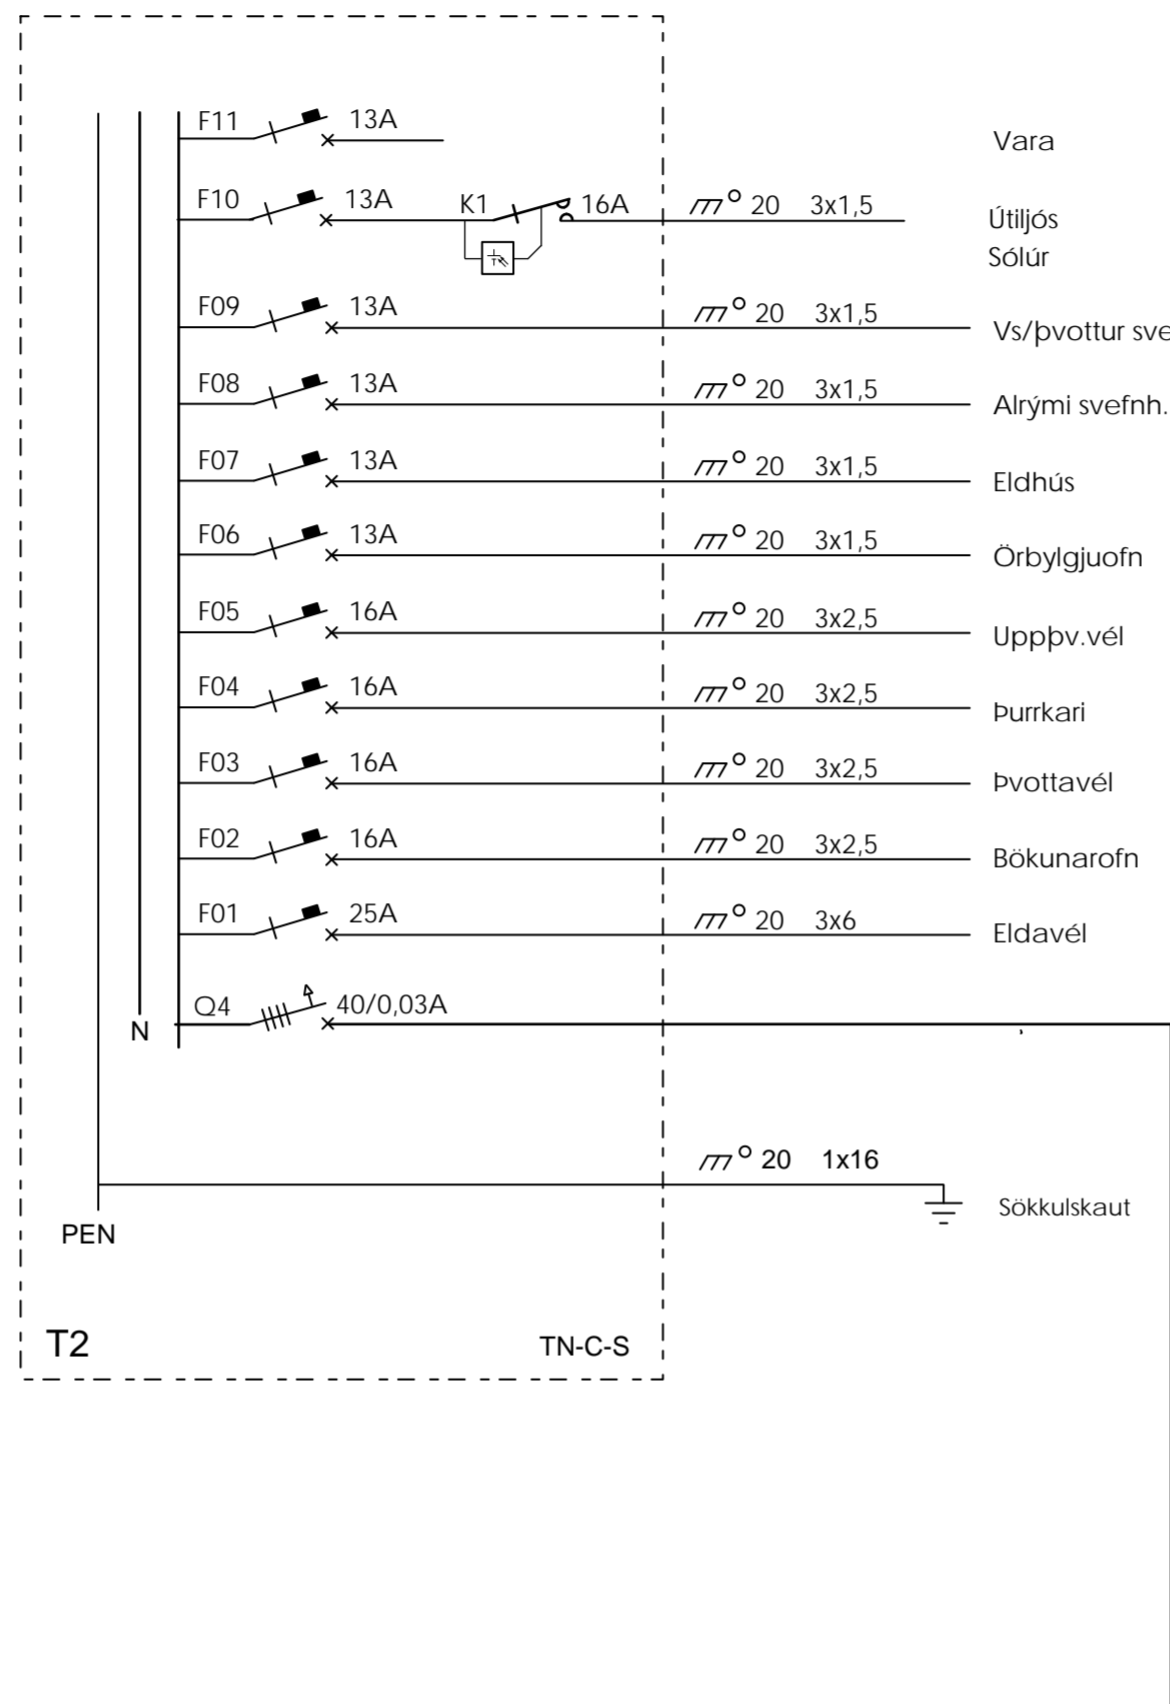 F11 13A Vara
F10 13A K1 16A 20 3x1,5 Útiljós
Sólúr
F09 13A 20 3x1,5 Vs/þvottur sve
F08 13A 20 3x1,5 Alrými svefnh.
F07 13A 20 3x1,5 Eldhús
F06 13A 20 3x1,5 Örbylgjuofn
F05 16A 20 3x2,5 Uppþv.vél
F04 16A 20 3x2,5 Þurrkari
F03 16A 20 3x2,5 Þvottavél
F02 16A 20 3x2,5 Bökunarofn
F01 25A 20 3x6 Eldavél
Q4 40/0,03A
N
20 1x16
Sökkulskaut
PEN
T2 TN-C-S